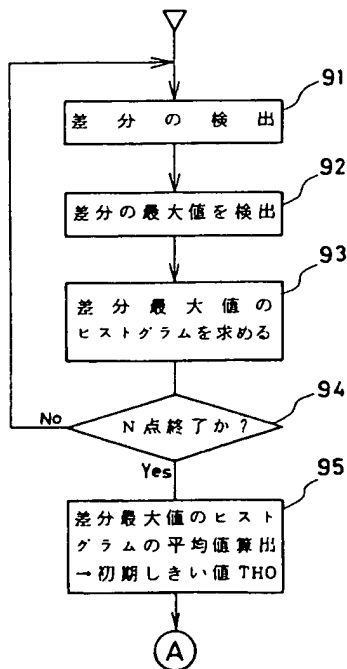 91
差分の検出
92
差分の最大値を検出
93
差分最大値の
ヒストグラムを求める
94
N点終了か?
No
Yes
95
差分最大値のヒスト
グラムの平均値算出
→初期しきい値THO
A